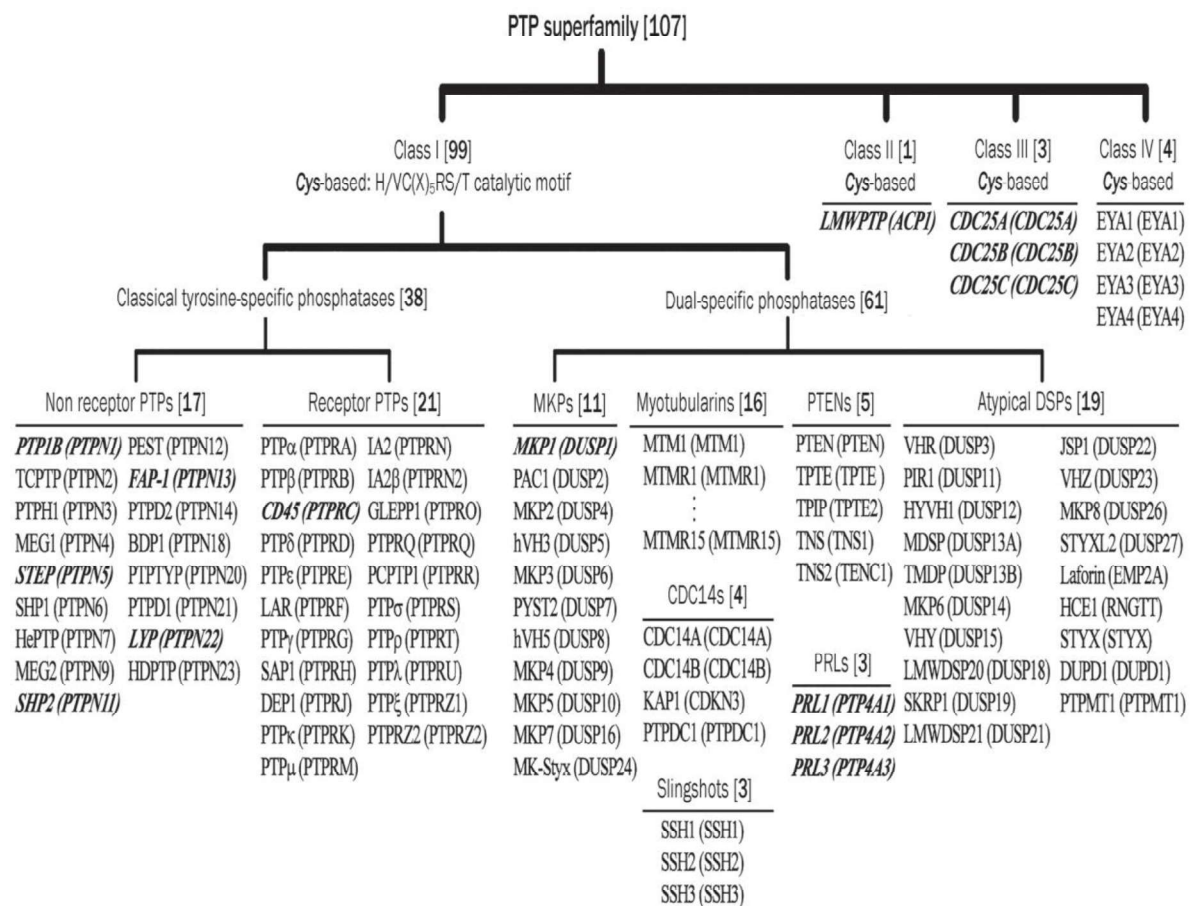 PTP superfamily [107]
Class I [99]
Cys-based: H/VC(X)5RS/T catalytic motif
Class II [1]
Cys-based
LMWPTP (ACP1)
Class III [3]
Cys-based
CDC25A (CDC25A)
CDC25B (CDC25B)
CDC25C (CDC25C)
Class IV [4]
Cys based
EYA1 (EYA1)
EYA2 (EYA2)
EYA3 (EYA3)
EYA4 (EYA4)
Classical tyrosine-specific phosphatases [38]
Dual-specific phosphatases [61]
Non receptor PTPs [17]
PTP1B (PTPN1)
TCPTP (PTPN2)
PTPH1 (PTPN3)
MEG1 (PTPN4)
STEP (PTPN5)
SHP1 (PTPN6)
HePTP (PTPN7)
MEG2 (PTPN9)
SHP2 (PTPN11)
PEST (PTPN12)
FAP-1 (PTPN13)
PTPD2 (PTPN14)
BDP1 (PTPN18)
PTPTYP (PTPN20)
PTPD1 (PTPN21)
LYP (PTPN22)
HDPTP (PTPN23)
Receptor PTPs [21]
PTPα (PTPRA)
PTPβ (PTPRB)
CD45 (PTPRC)
PTPδ (PTPRD)
PTPε (PTPRE)
LAR (PTPRF)
PTPγ (PTPRG)
SAP1 (PTPRH)
DEP1 (PTPRJ)
PTPκ (PTPRK)
PTPμ (PTPRM)
IA2 (PTPRN)
IA2β (PTPRN2)
GLEPP1 (PTPRO)
PTPRQ (PTPRQ)
PCPTP1 (PTPRR)
PTPσ (PTPRS)
PTPρ (PTPRT)
PTPλ (PTPRU)
PTPξ (PTPRZ1)
PTPRZ2 (PTPRZ2)
MKPs [11]
MKP1 (DUSP1)
PAC1 (DUSP2)
MKP2 (DUSP4)
hVH3 (DUSP5)
MKP3 (DUSP6)
PYST2 (DUSP7)
hVH5 (DUSP8)
MKP4 (DUSP9)
MKP5 (DUSP10)
MKP7 (DUSP16)
MK-Styx (DUSP24)
Myotubularins [16]
MTM1 (MTM1)
MTMR1 (MTMR1)
⋮
MTMR15 (MTMR15)
CDC14s [4]
CDC14A (CDC14A)
CDC14B (CDC14B)
KAP1 (CDKN3)
PTPDC1 (PTPDC1)
Slingshots [3]
SSH1 (SSH1)
SSH2 (SSH2)
SSH3 (SSH3)
PTENs [5]
PTEN (PTEN)
TPTE (TPTE)
TPIP (TPTE2)
TNS (TNS1)
TNS2 (TENC1)
PRLs [3]
PRL1 (PTP4A1)
PRL2 (PTP4A2)
PRL3 (PTP4A3)
Atypical DSPs [19]
VHR (DUSP3)
PIR1 (DUSP11)
HYVH1 (DUSP12)
MDSP (DUSP13A)
TMDP (DUSP13B)
MKP6 (DUSP14)
VHY (DUSP15)
LMWDSP20 (DUSP18)
SKRP1 (DUSP19)
LMWDSP21 (DUSP21)
JSP1 (DUSP22)
VHZ (DUSP23)
MKP8 (DUSP26)
STYXL2 (DUSP27)
Laforin (EMP2A)
HCE1 (RNGTT)
STYX (STYX)
DUPD1 (DUPD1)
PTPMT1 (PTPMT1)